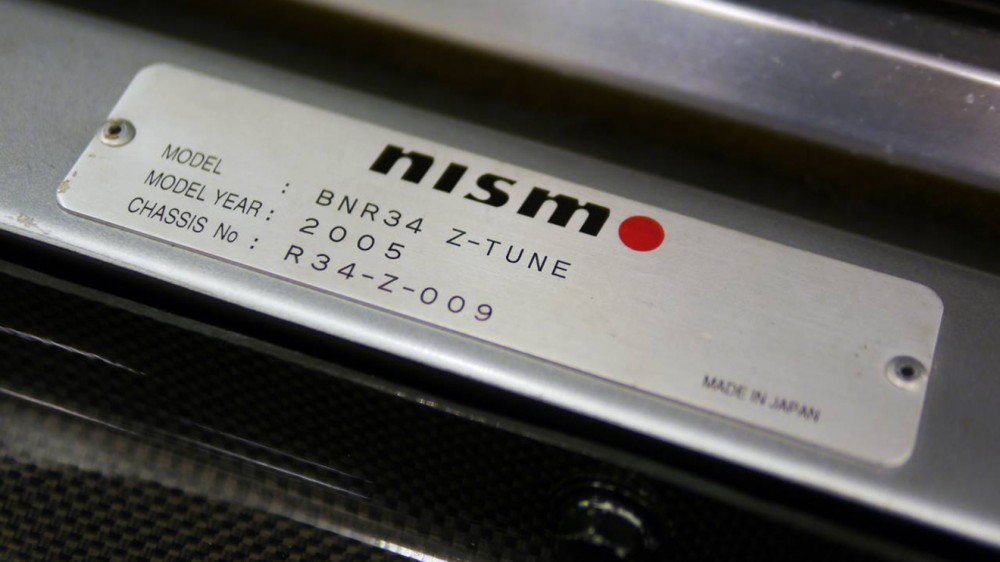 nismo
MODEL : BNR34 Z-TUNE
MODEL YEAR : 2005
CHASSIS No : R34-Z-009
MADE IN JAPAN